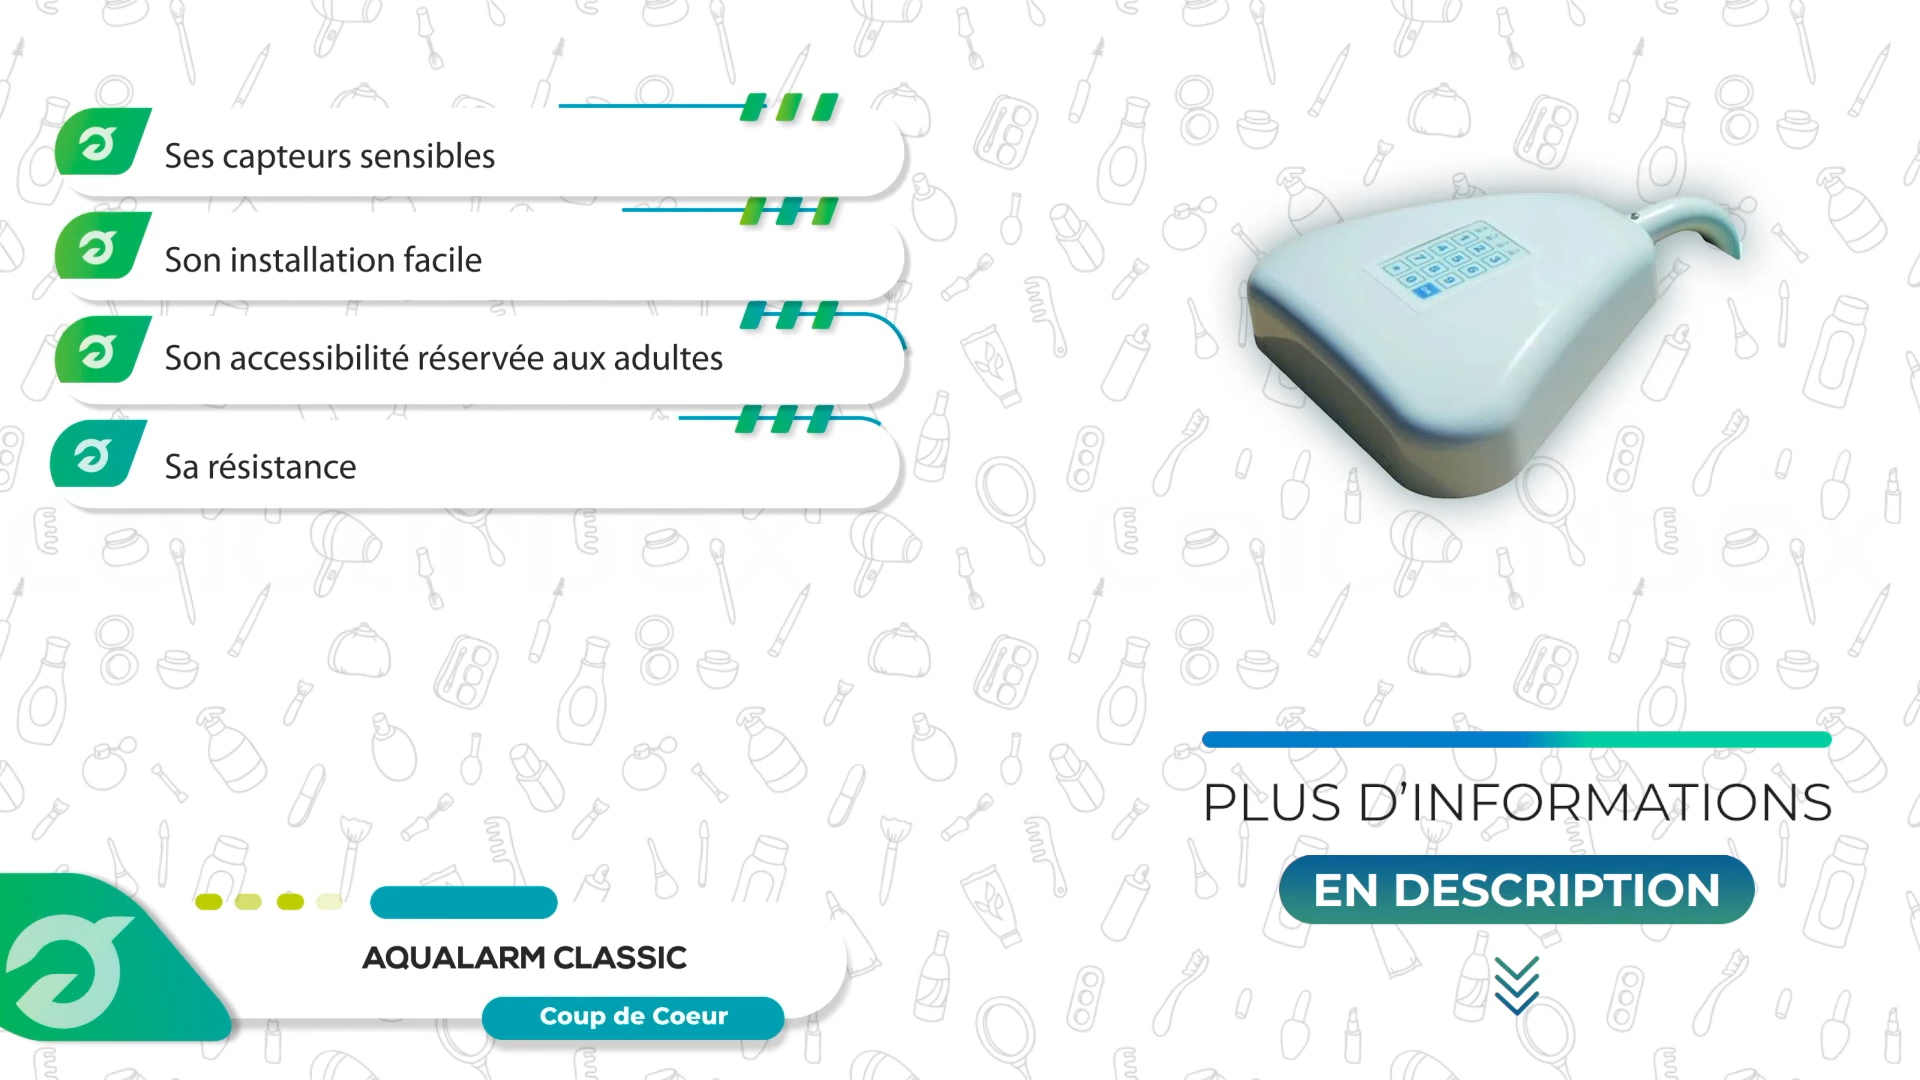 Ses capteurs sensibles
Son installation facile
Son accessibilité réservée aux adultes
Sa résistance
PLUS D’INFORMATIONS
EN DESCRIPTION
AQUALARM CLASSIC
Coup de Coeur